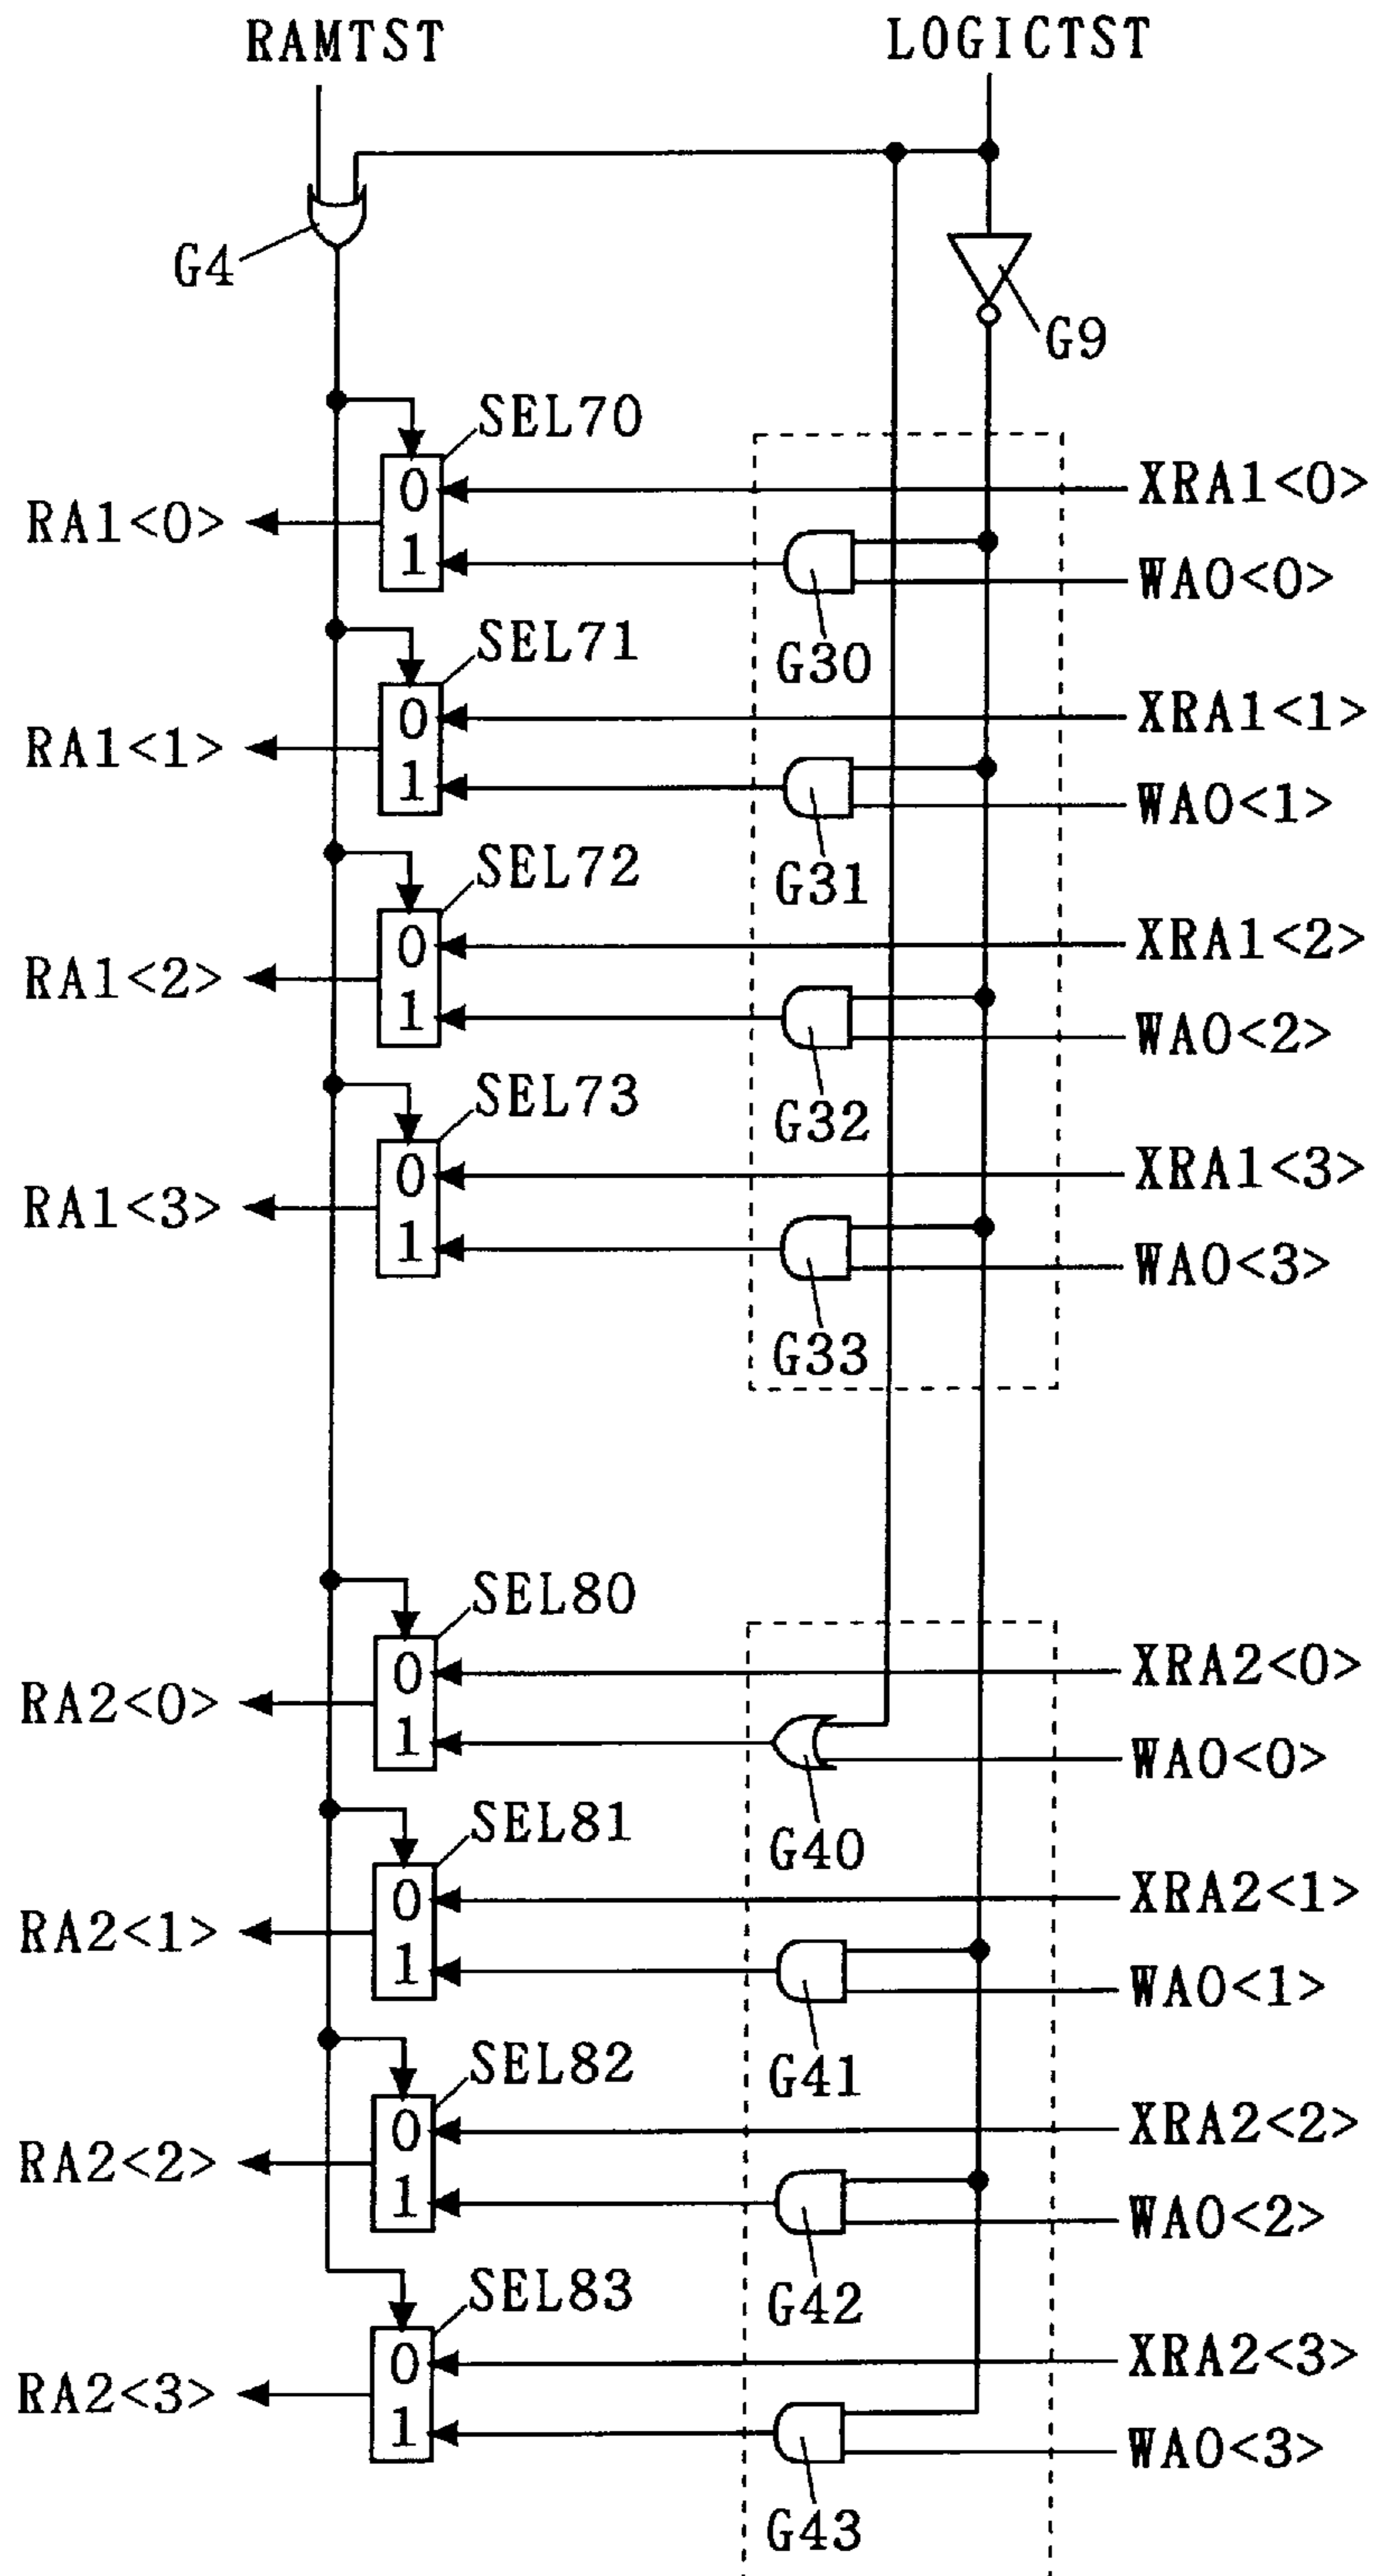 RAMTST LOGICTST
G4
G9
SEL70
0
1
RA1<0>
XRA1<0>
WA0<0>
G30
SEL71
0
1
RA1<1>
XRA1<1>
WA0<1>
G31
SEL72
0
1
RA1<2>
XRA1<2>
WA0<2>
G32
SEL73
0
1
RA1<3>
XRA1<3>
WA0<3>
G33
SEL80
0
1
RA2<0>
XRA2<0>
WA0<0>
G40
SEL81
0
1
RA2<1>
XRA2<1>
WA0<1>
G41
SEL82
0
1
RA2<2>
XRA2<2>
WA0<2>
G42
SEL83
0
1
RA2<3>
XRA2<3>
WA0<3>
G43